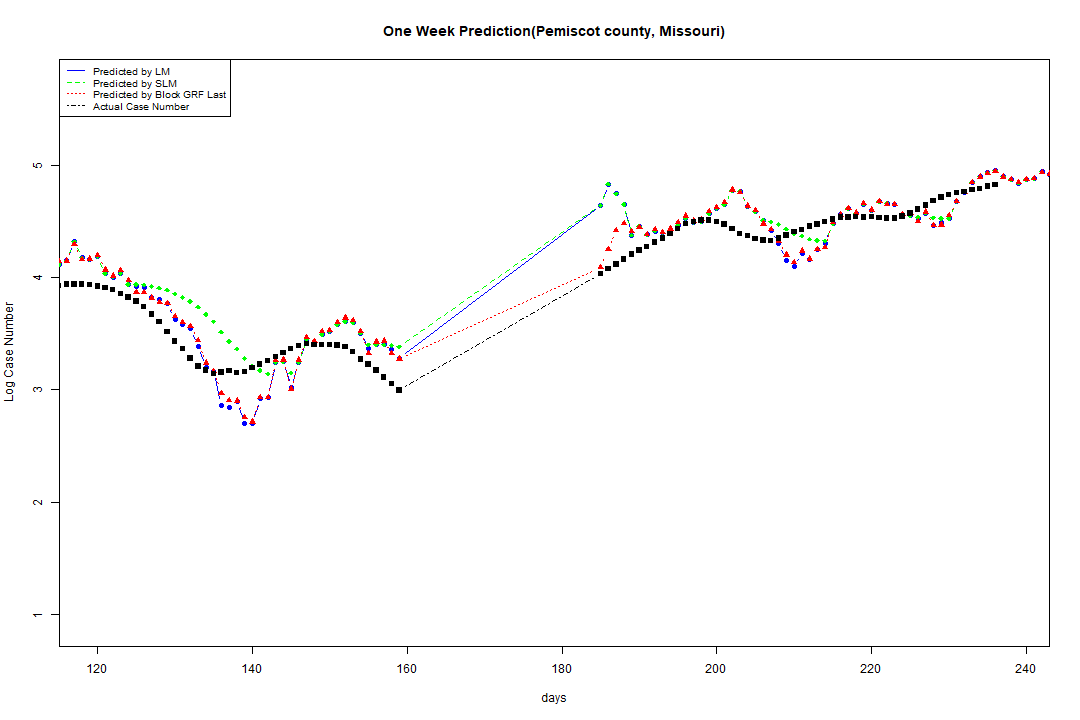 One Week Prediction(Pemiscot county, Missouri)
Predicted by LM
Predicted by SLM
Predicted by Block GRF Last
Actual Case Number
5
4
3
2
1
Log Case Number
120 140 160 180 200 220 240
days